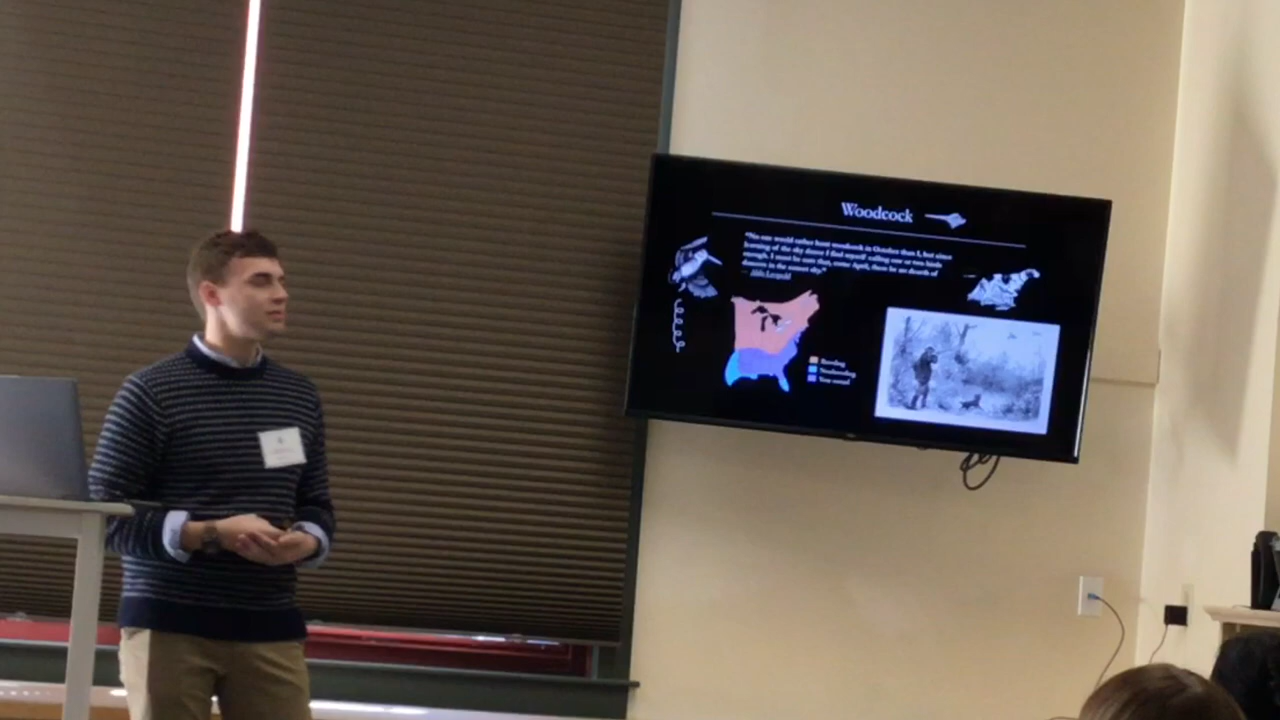 Woodcock
"No one would rather hunt woodcock in October than I, but since
learning of the sky dance I find myself calling one or two birds
enough. I must be sure that, come April, there be no dearth of
dancers in the sunset sky."
— Aldo Leopold
Breeding
Nonbreeding
Year-round